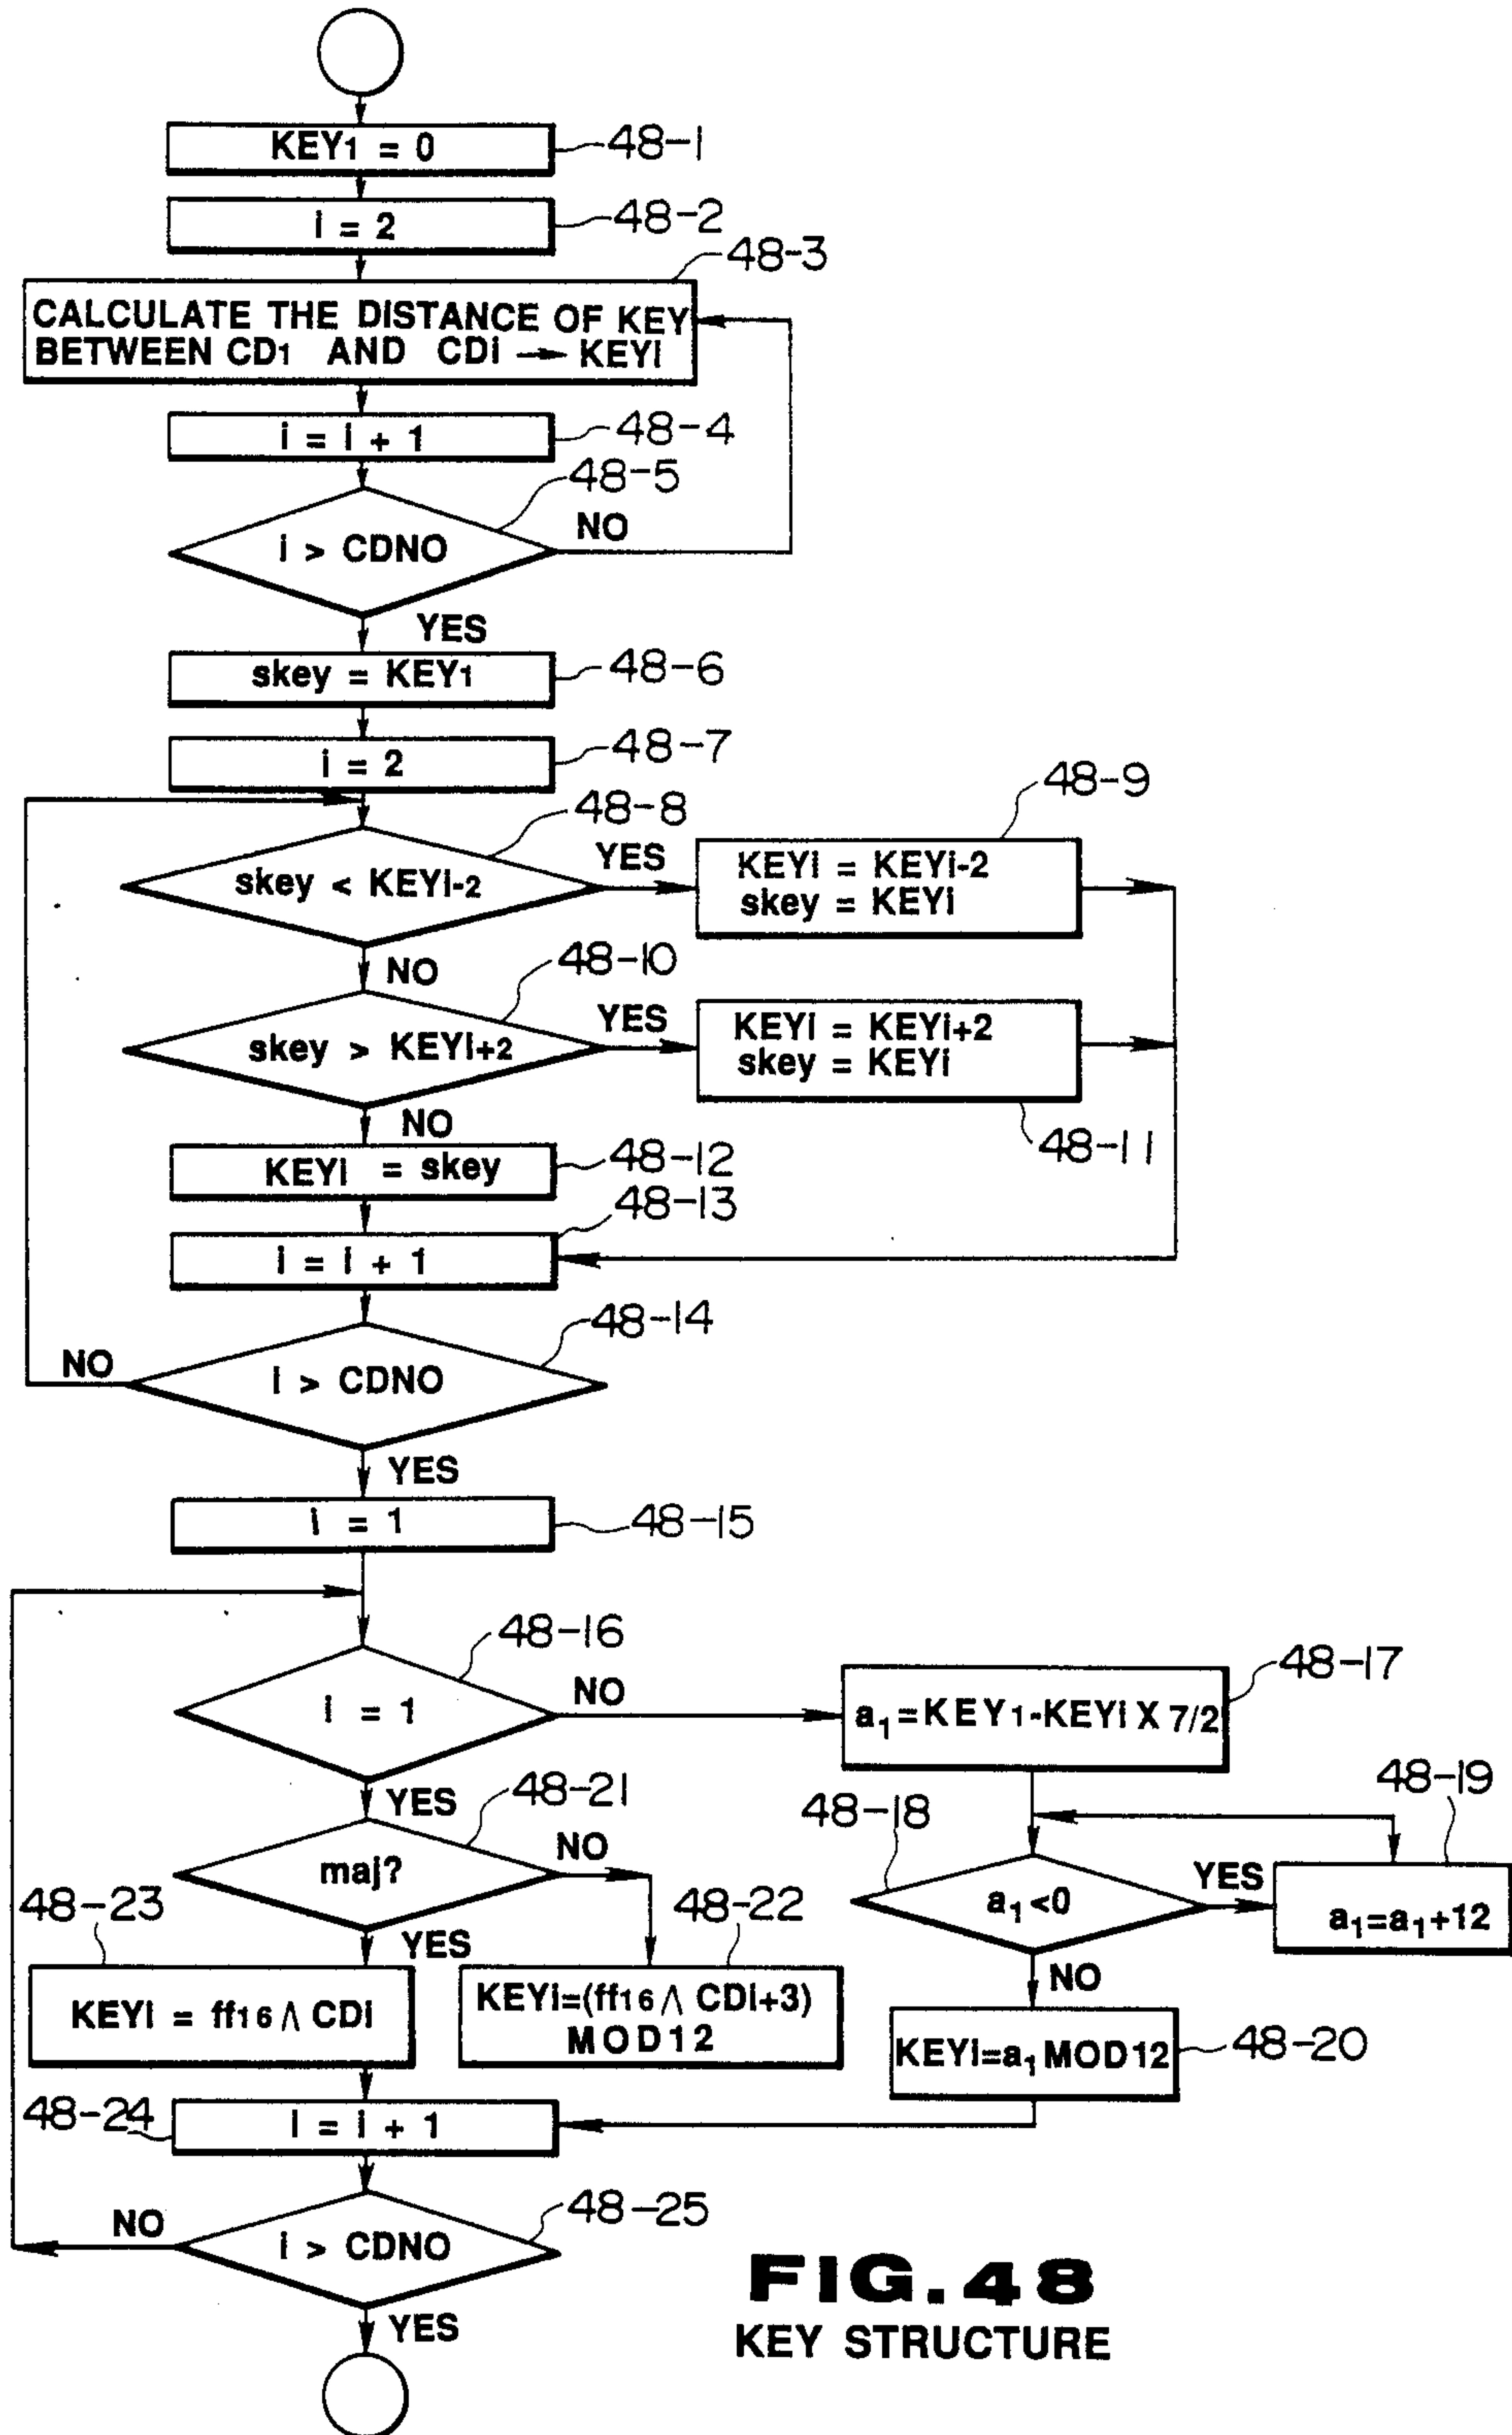 KEY1 = 0
48-1
i = 2
48-2
48-3
CALCULATE THE DISTANCE OF KEY
BETWEEN CD1 AND CDi → KEYi
i = i + 1
48-4
48-5
i > CDNO
NO
YES
skey = KEY1
48-6
i = 2
48-7
48-8
skey < KEYi-2
YES
48-9
KEYi = KEYi-2
skey = KEYi
NO
48-10
skey > KEYi+2
YES
KEYi = KEYi+2
skey = KEYi
48-11
NO
KEYi = skey
48-12
48-13
i = i + 1
48-14
NO
i > CDNO
YES
i = 1
48-15
48-16
i = 1
NO
48-17
a1=KEY1-KEYi X 7/2
YES
48-21
48-18
48-19
maj?
NO
a1<0
YES
a1=a1+12
48-23
YES
48-22
NO
KEYi = ff16 ∧ CDi
KEYi=(ff16 ∧ CDi+3)
MOD12
KEYi=a1 MOD12
48-20
48-24
i = i + 1
48-25
NO
i > CDNO
YES
FIG.48
KEY STRUCTURE